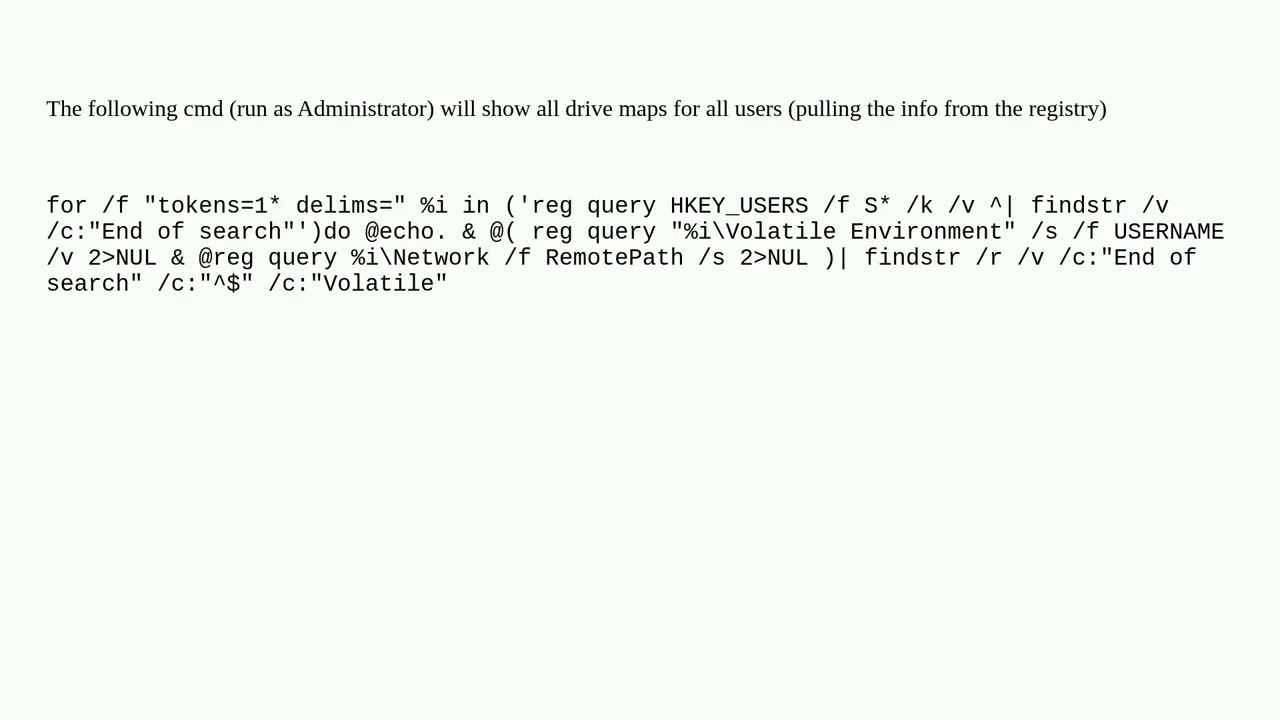 The following cmd (run as Administrator) will show all drive maps for all users (pulling the info from the registry)
for /f "tokens=1* delims=" %i in ('reg query HKEY_USERS /f S* /k /v ^| findstr /v
/c:"End of search"')do @echo. & @( reg query "%i\Volatile Environment" /s /f USERNAME
/v 2>NUL & @reg query %i\Network /f RemotePath /s 2>NUL )| findstr /r /v /c:"End of
search" /c:"^$" /c:"Volatile"